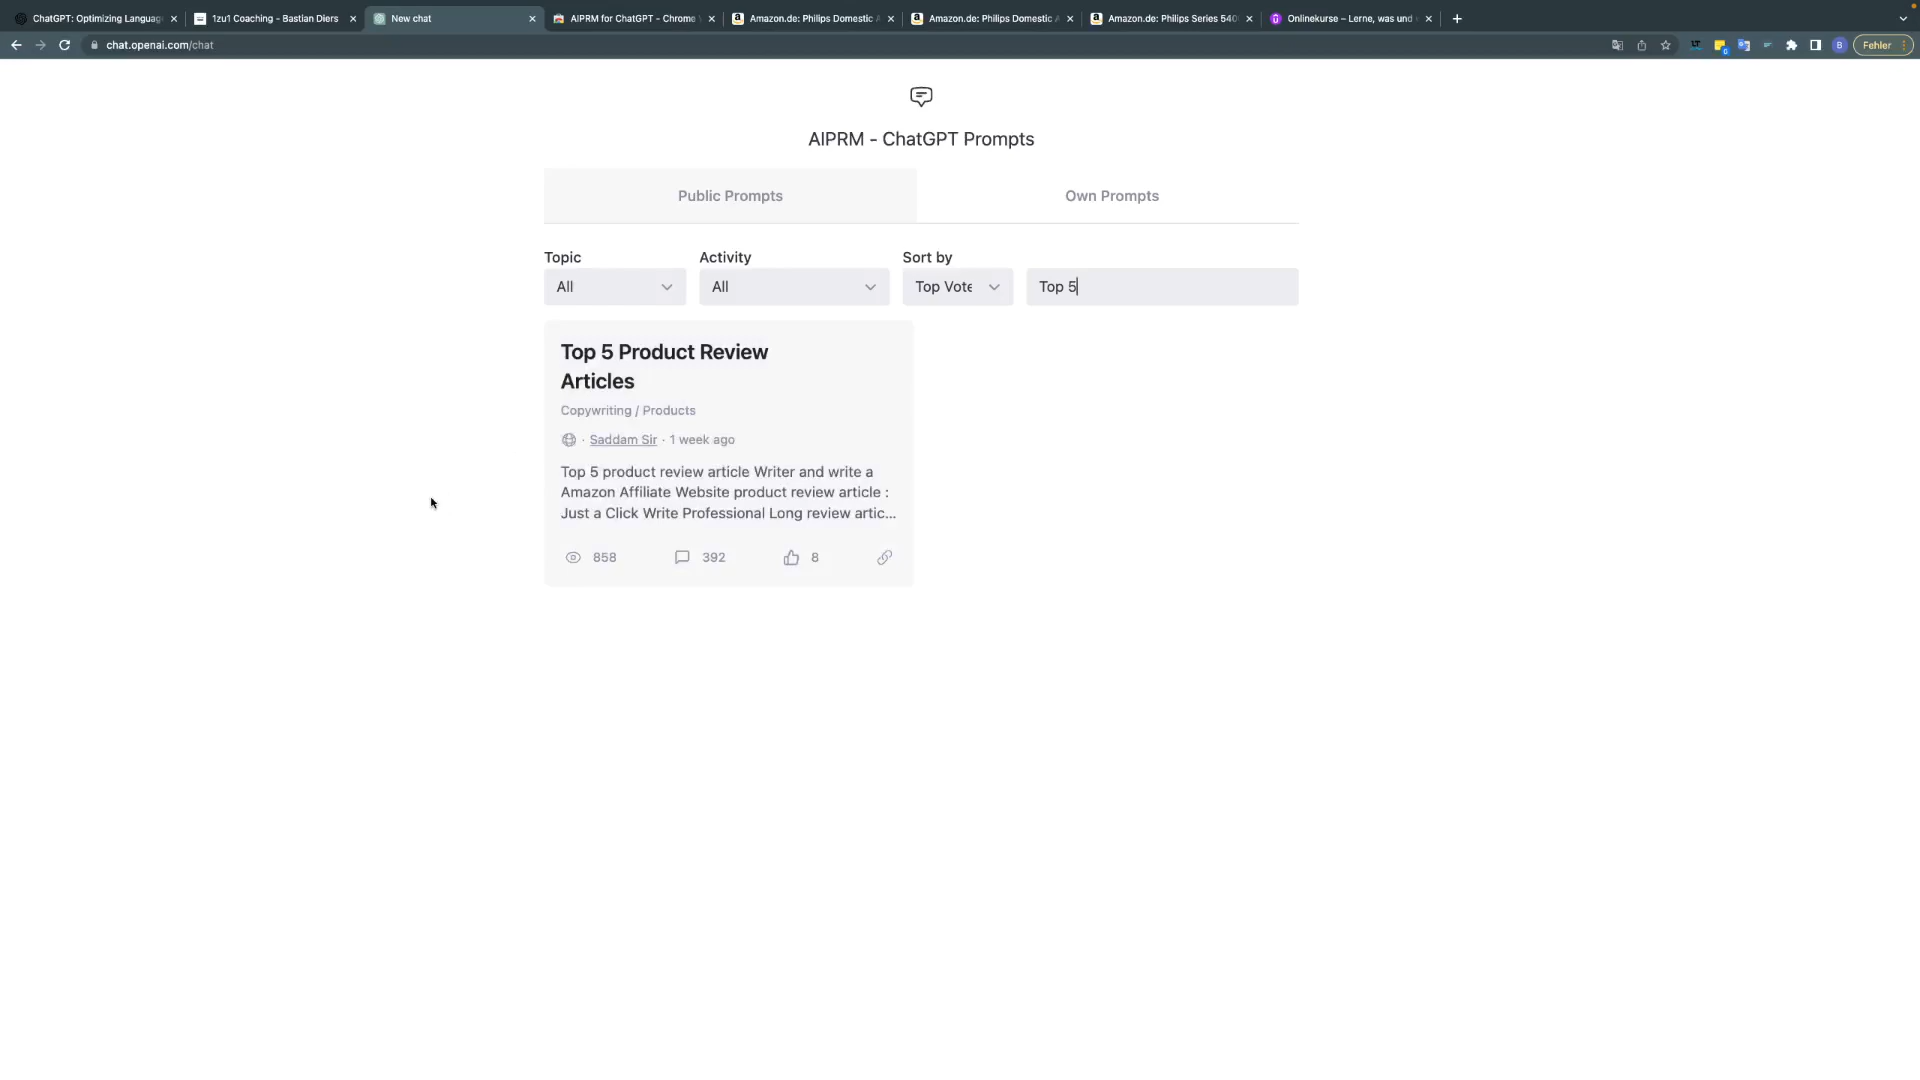 ChatGPT: Optimizing Languag
1zu1 Coaching - Bastian Diers
New chat
AIPRM for ChatGPT - Chrome
Amazon.de: Philips Domestic A
Amazon.de: Philips Domestic A
Amazon.de: Philips Series 540
Onlinekurse – Lerne, was und
chat.openai.com/chat
B
Fehler
AIPRM - ChatGPT Prompts
Public Prompts
Own Prompts
Topic
Activity
Sort by
All
All
Top Vote
Top 5
Top 5 Product Review
Articles
Copywriting / Products
· Saddam Sir · 1 week ago
Top 5 product review article Writer and write a
Amazon Affiliate Website product review article :
Just a Click Write Professional Long review artic...
858
392
8